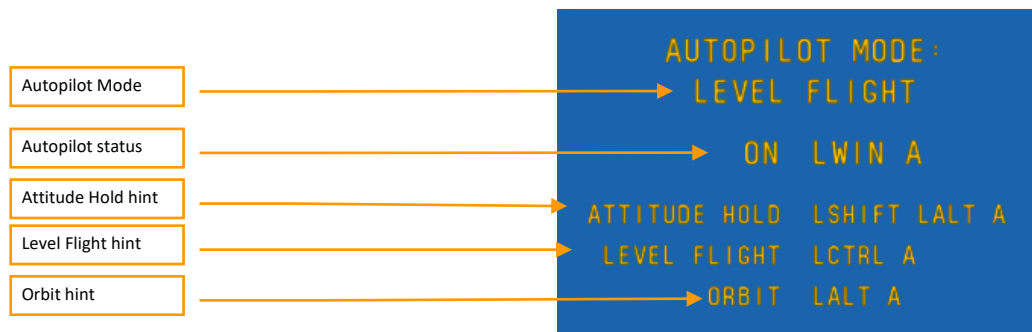 Autopilot Mode
Autopilot status
Attitude Hold hint
Level Flight hint
Orbit hint
AUTOPILOT MODE:
LEVEL FLIGHT
ON LWIN A
ATTITUDE HOLD LSHIFT LALT A
LEVEL FLIGHT LCTRL A
ORBIT LALT A